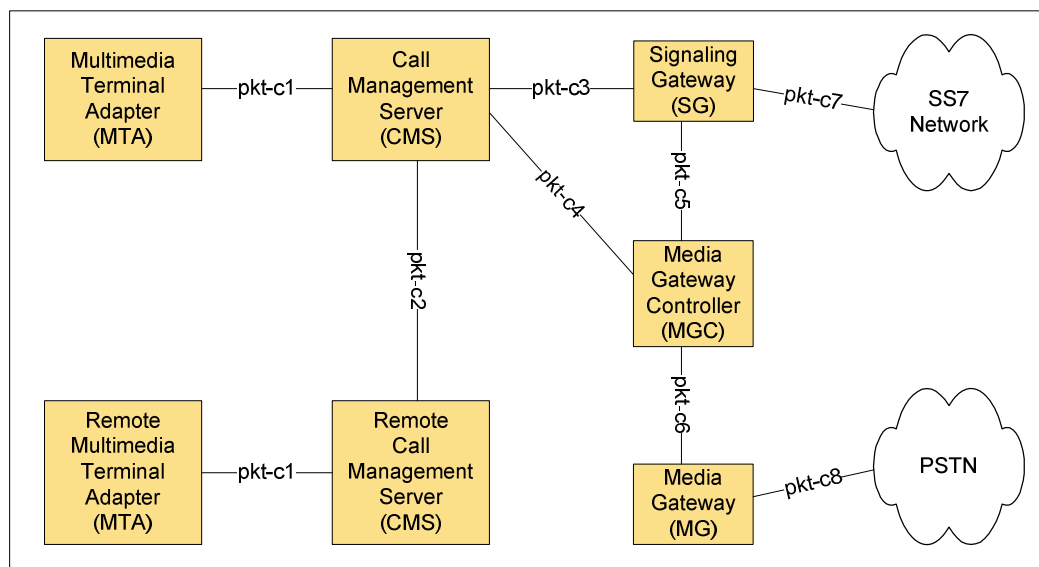 Multimedia
Terminal
Adapter
(MTA)
pkt-c1
Call
Management
Server
(CMS)
pkt-c3
Signaling
Gateway
(SG)
pkt-c7
SS7
Network
pkt-c4
pkt-c5
pkt-c2
Media
Gateway
Controller
(MGC)
pkt-c6
Remote
Multimedia
Terminal
Adapter
(MTA)
pkt-c1
Remote
Call
Management
Server
(CMS)
Media
Gateway
(MG)
pkt-c8
PSTN